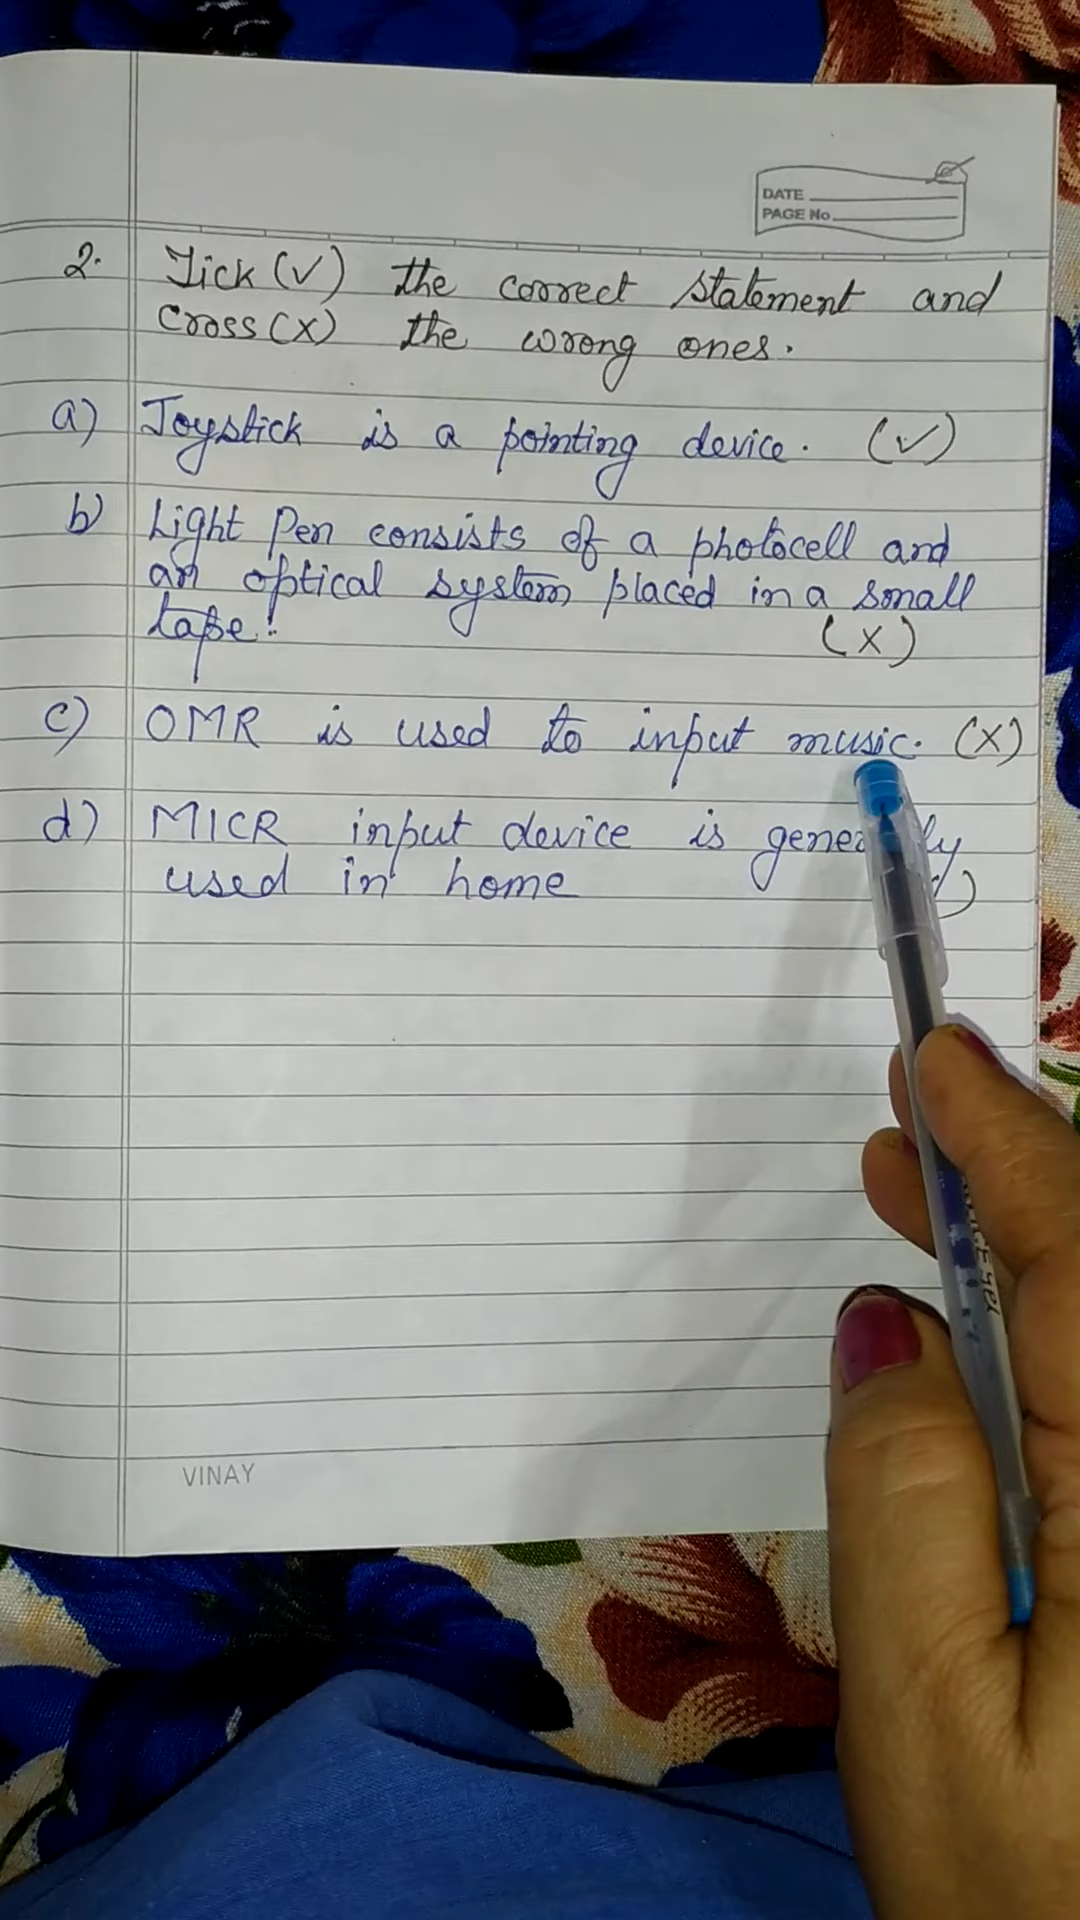 DATE
PAGE No.
2. Tick (✓) the correct statement and
Cross (X) the wrong ones.
a) Joystick is a pointing device. (✓)
b) Light Pen consists of a photocell and
an optical system placed in a small
tape. (X)
c) OMR is used to input music. (X)
d) MICR input device is
used in home )
VINAY